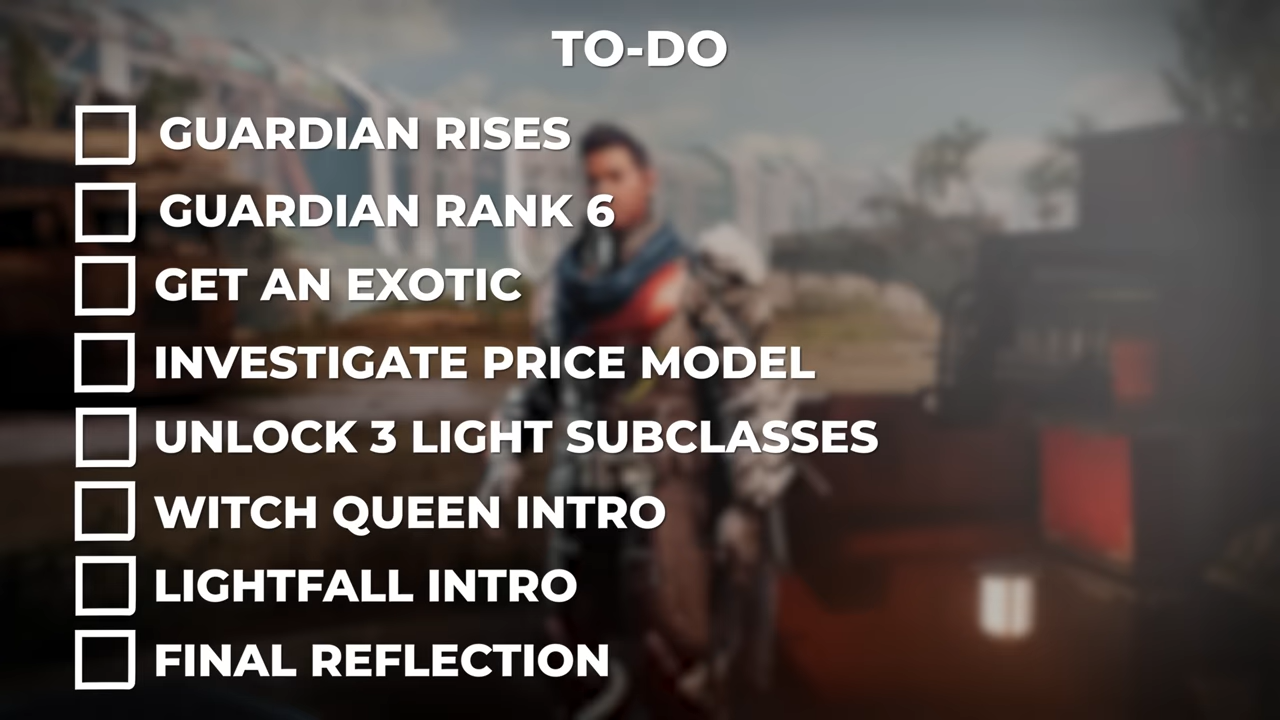 TO-DO
GUARDIAN RISES
GUARDIAN RANK 6
GET AN EXOTIC
INVESTIGATE PRICE MODEL
UNLOCK 3 LIGHT SUBCLASSES
WITCH QUEEN INTRO
LIGHTFALL INTRO
FINAL REFLECTION